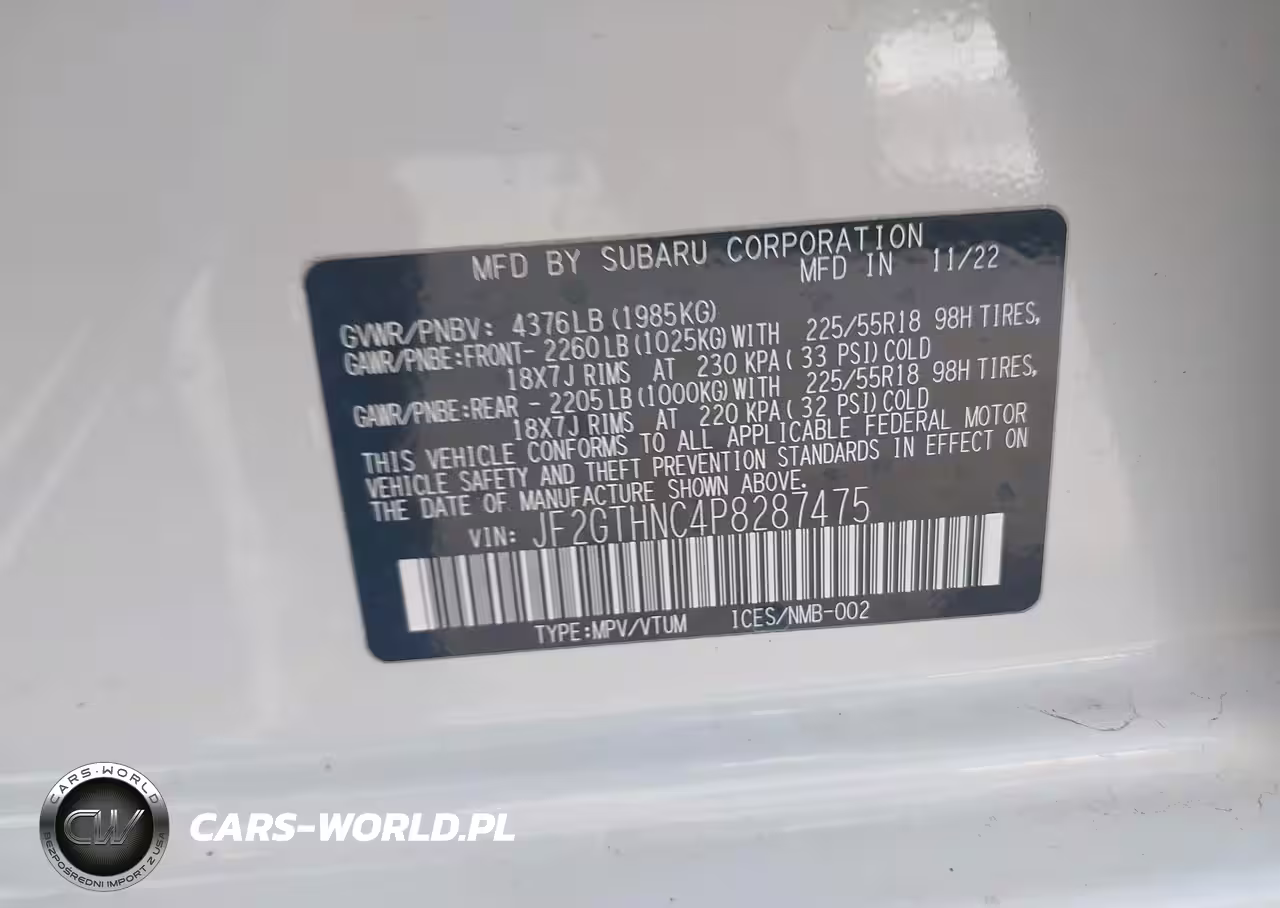 MFD BY SUBARU CORPORATION
MFD IN 11/22
GVWR/PNBV: 4376LB(1985KG)
GAWR/PNBE:FRONT- 2260LB(1025KG)WITH 225/55R18 98H TIRES,
18X7J RIMS AT 230 KPA( 33 PSI)COLD
GAWR/PNBE:REAR - 2205LB(1000KG)WITH 225/55R18 98H TIRES,
18X7J RIMS AT 220 KPA( 32 PSI)COLD
THIS VEHICLE CONFORMS TO ALL APPLICABLE FEDERAL MOTOR
VEHICLE SAFETY AND THEFT PREVENTION STANDARDS IN EFFECT ON
THE DATE OF MANUFACTURE SHOWN ABOVE.
VIN: JF2GTHNC4P8287475
TYPE:MPV/VTUM ICES/NMB-002
CARS-WORLD
CW
BEZPOŚREDNI IMPORT Z USA
CARS-WORLD.PL